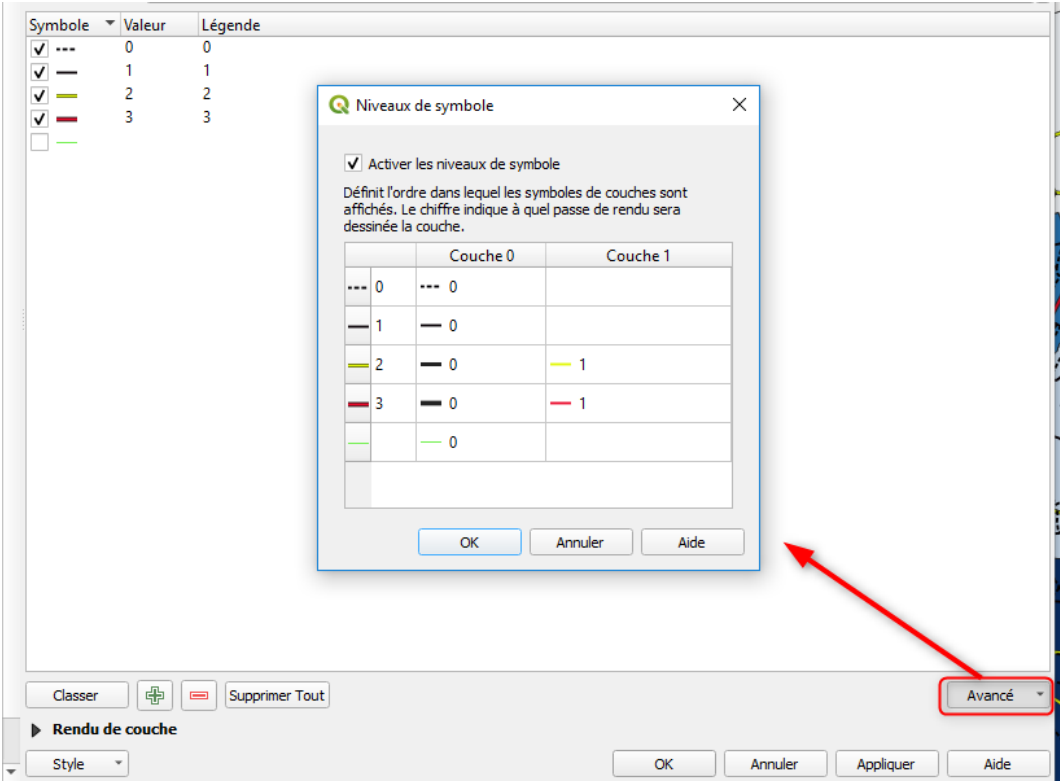 Symbole Valeur Légende
0 0
1 1
2 2
3 3
Niveaux de symbole
Activer les niveaux de symbole
Définit l'ordre dans lequel les symboles de couches sont
affichés. Le chiffre indique à quel passe de rendu sera
dessinée la couche.
Couche 0 Couche 1
0 0
1 0
2 0 1
3 0 1
0
OK Annuler Aide
Classer Supprimer Tout Avancé
Rendu de couche
Style OK Annuler Appliquer Aide